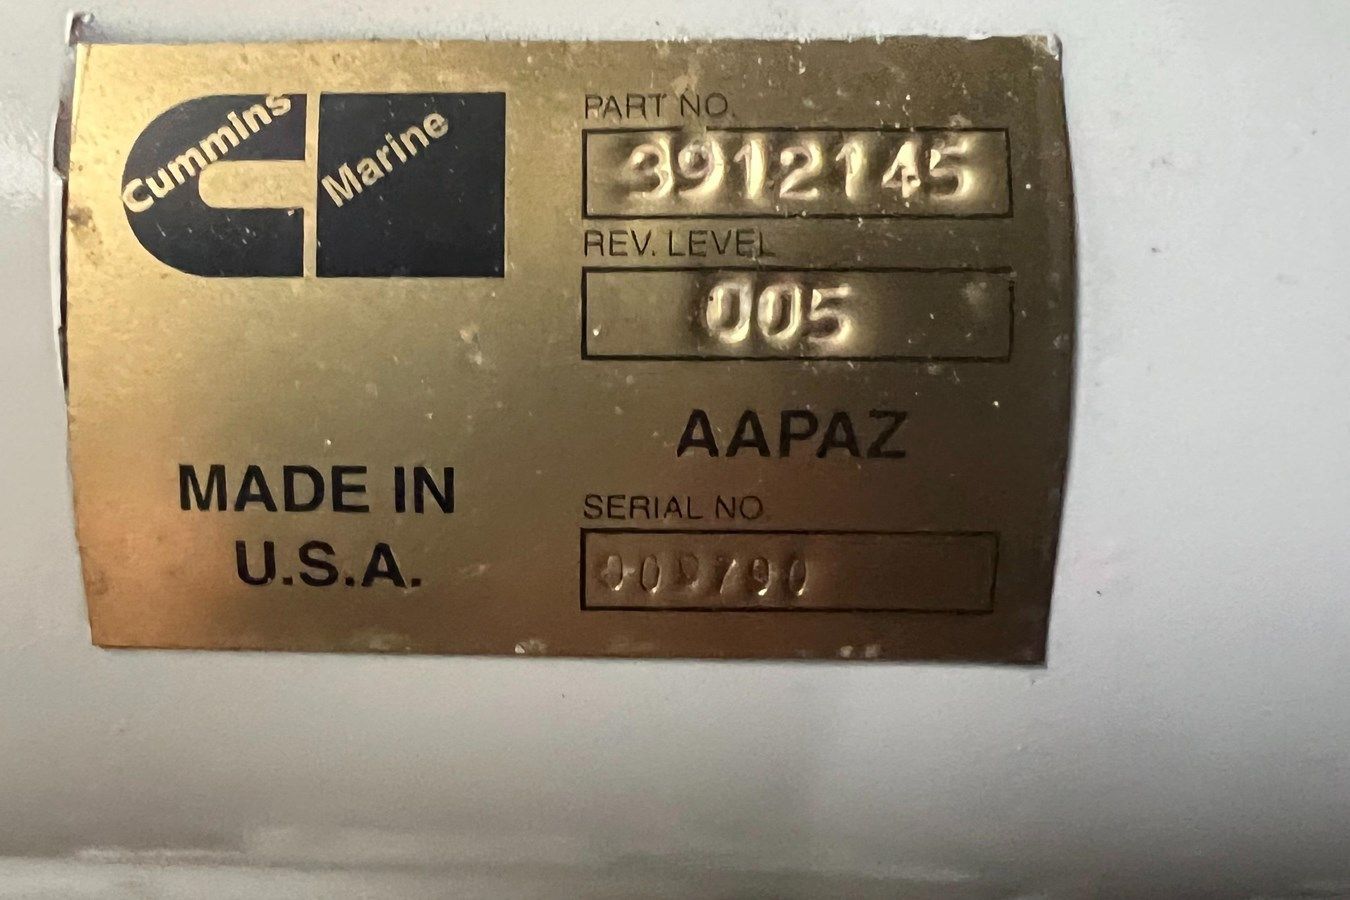 Cummins Marine
PART NO.
3912145
REV. LEVEL
005
AAPAZ
MADE IN
U.S.A.
SERIAL NO